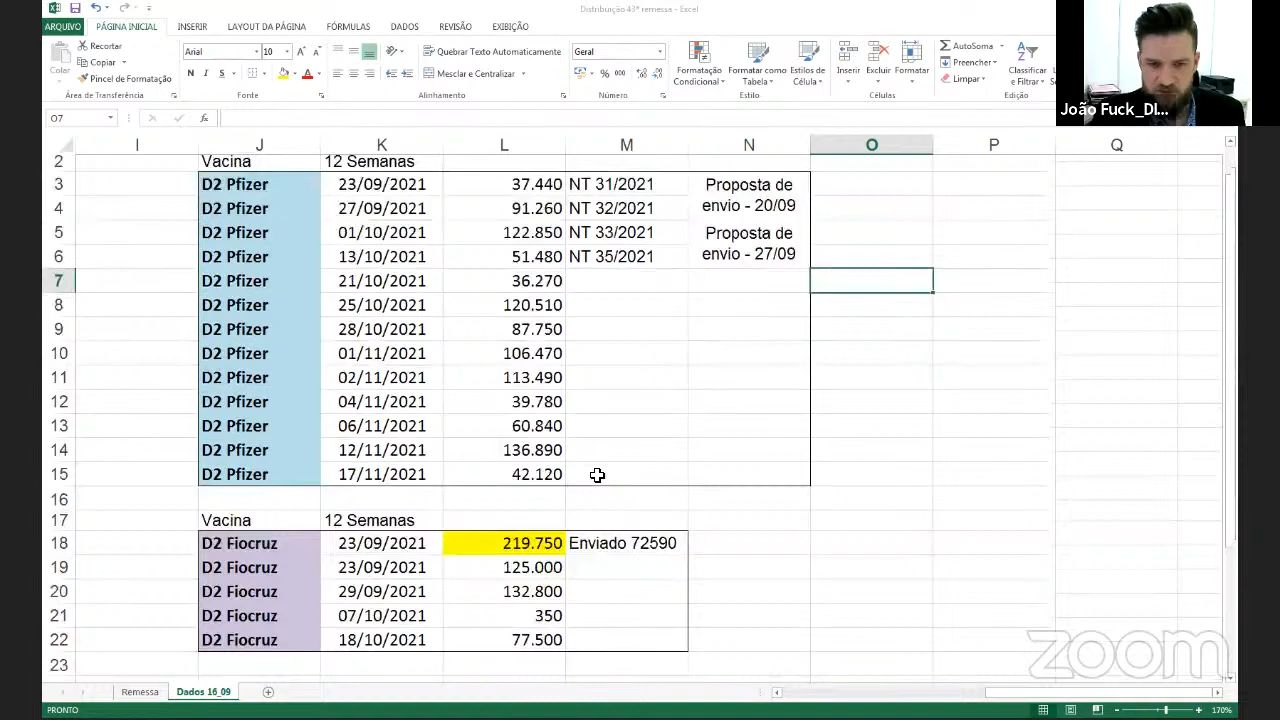 Distribuição 43ª remessa - Excel
ARQUIVO PÁGINA INICIAL INSERIR LAYOUT DA PÁGINA FÓRMULAS DADOS REVISÃO EXIBIÇÃO
Colar
Recortar
Copiar
Pincel de Formatação
Área de Transferência
Arial 10
N I S
Fonte
Quebrar Texto Automaticamente
Mesclar e Centralizar
Alinhamento
Geral
% 000
Número
Formatação Condicional
Formatar como Tabela
Estilos de Célula
Estilo
Inserir Excluir Formatar
Células
AutoSoma
Preencher
Limpar
Classificar e Filtrar
Edição
João Fuck_DI...
O7
I J K L M N O P Q
2 Vacina 12 Semanas
3 D2 Pfizer 23/09/2021 37.440 NT 31/2021 Proposta de
4 D2 Pfizer 27/09/2021 91.260 NT 32/2021 envio - 20/09
5 D2 Pfizer 01/10/2021 122.850 NT 33/2021 Proposta de
6 D2 Pfizer 13/10/2021 51.480 NT 35/2021 envio - 27/09
7 D2 Pfizer 21/10/2021 36.270
8 D2 Pfizer 25/10/2021 120.510
9 D2 Pfizer 28/10/2021 87.750
10 D2 Pfizer 01/11/2021 106.470
11 D2 Pfizer 02/11/2021 113.490
12 D2 Pfizer 04/11/2021 39.780
13 D2 Pfizer 06/11/2021 60.840
14 D2 Pfizer 12/11/2021 136.890
15 D2 Pfizer 17/11/2021 42.120
16
17 Vacina 12 Semanas
18 D2 Fiocruz 23/09/2021 219.750 Enviado 72590
19 D2 Fiocruz 23/09/2021 125.000
20 D2 Fiocruz 29/09/2021 132.800
21 D2 Fiocruz 07/10/2021 350
22 D2 Fiocruz 18/10/2021 77.500
23
zoom
Remessa Dados 16_09
PRONTO 170%